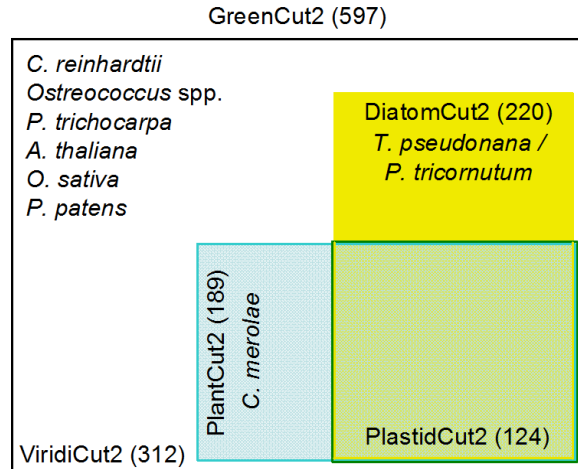 GreenCut2 (597)
C. reinhardtii
Ostreococcus spp.
P. trichocarpa
A. thaliana
O. sativa
P. patens
DiatomCut2 (220)
T. pseudonana /
P. tricornutum
PlantCut2 (189)
C. merolae
PlastidCut2 (124)
ViridiCut2 (312)